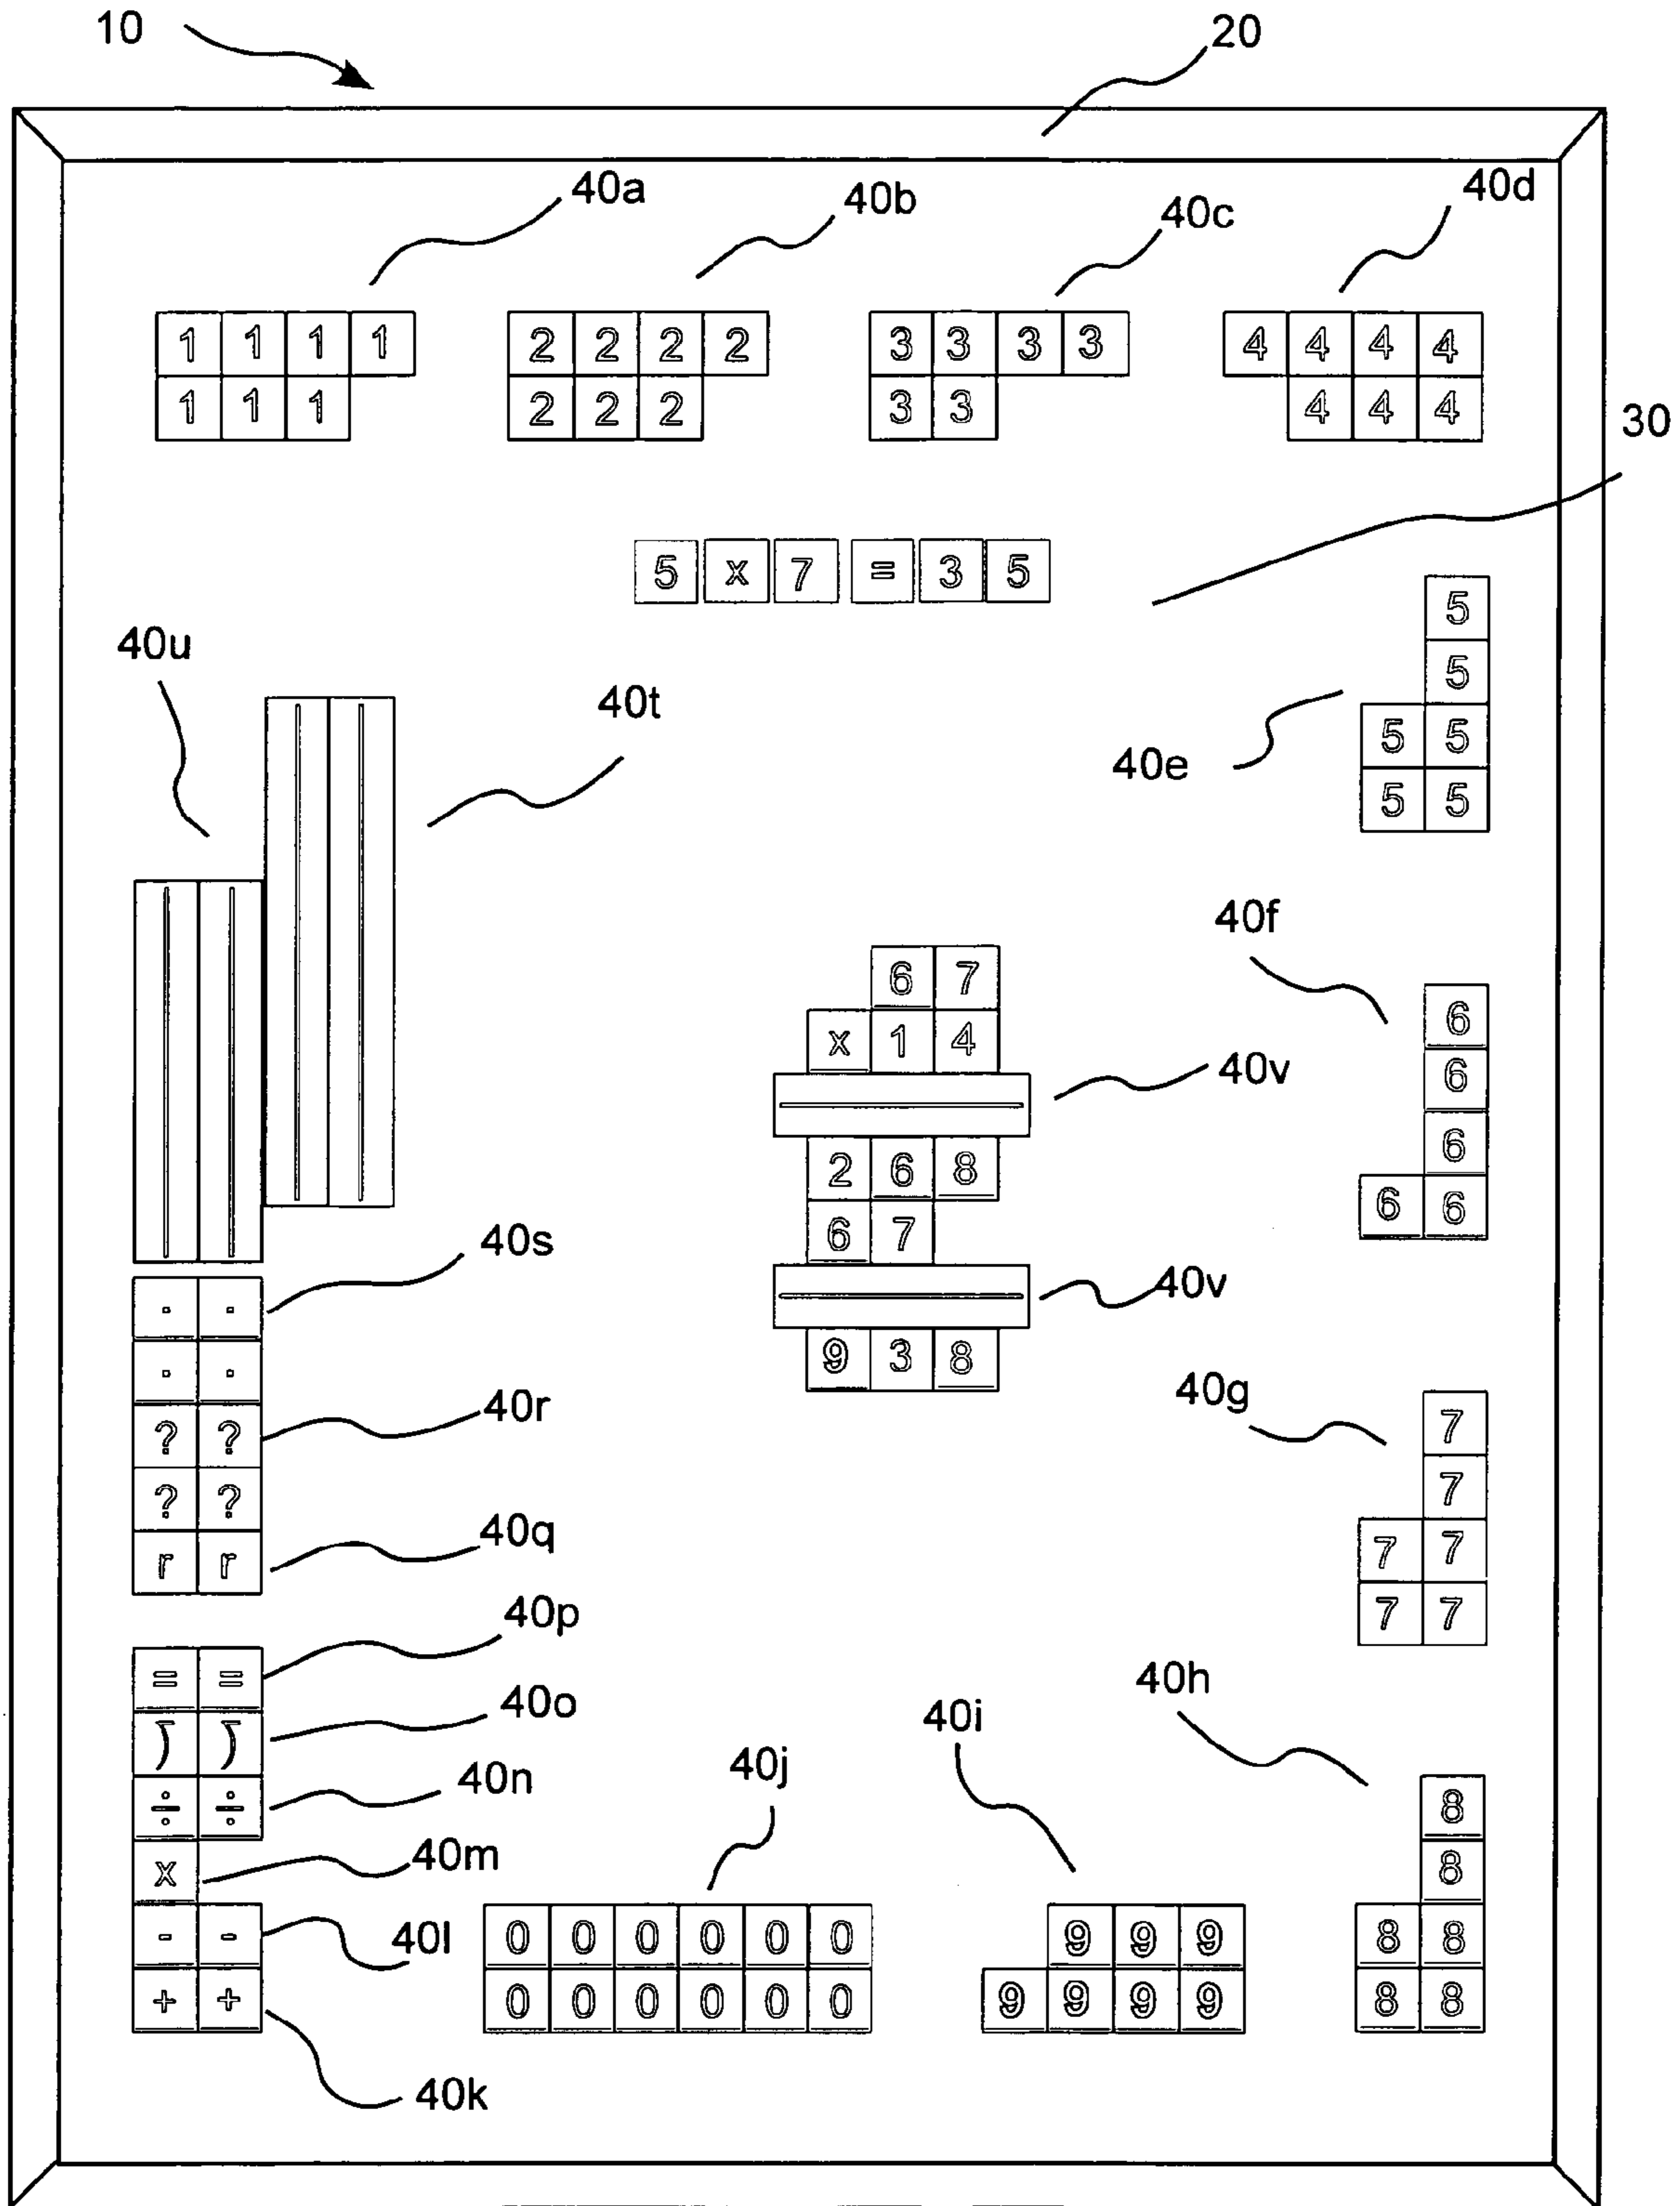 10
20
40a
40b
40c
40d
1 1 1 1
1 1 1
2 2 2 2
2 2 2
3 3 3 3
3 3
4 4 4 4
4 4 4
30
5 x 7 = 3 5
5
5
5 5
5 5
40e
40u
40t
40f
6 7
x 1 4
40v
2 6 8
6 7
40v
9 3 8
6
6
6
6 6
40s
. .
. .
40r
? ?
? ?
40q
r r
40g
7
7
7 7
7 7
40p
= =
40o
) )
40n
÷ ÷
40m
x
40l
- -
+ +
40k
40j
0 0 0 0 0 0
0 0 0 0 0 0
40i
9 9 9
9 9 9 9
40h
8
8
8 8
8 8